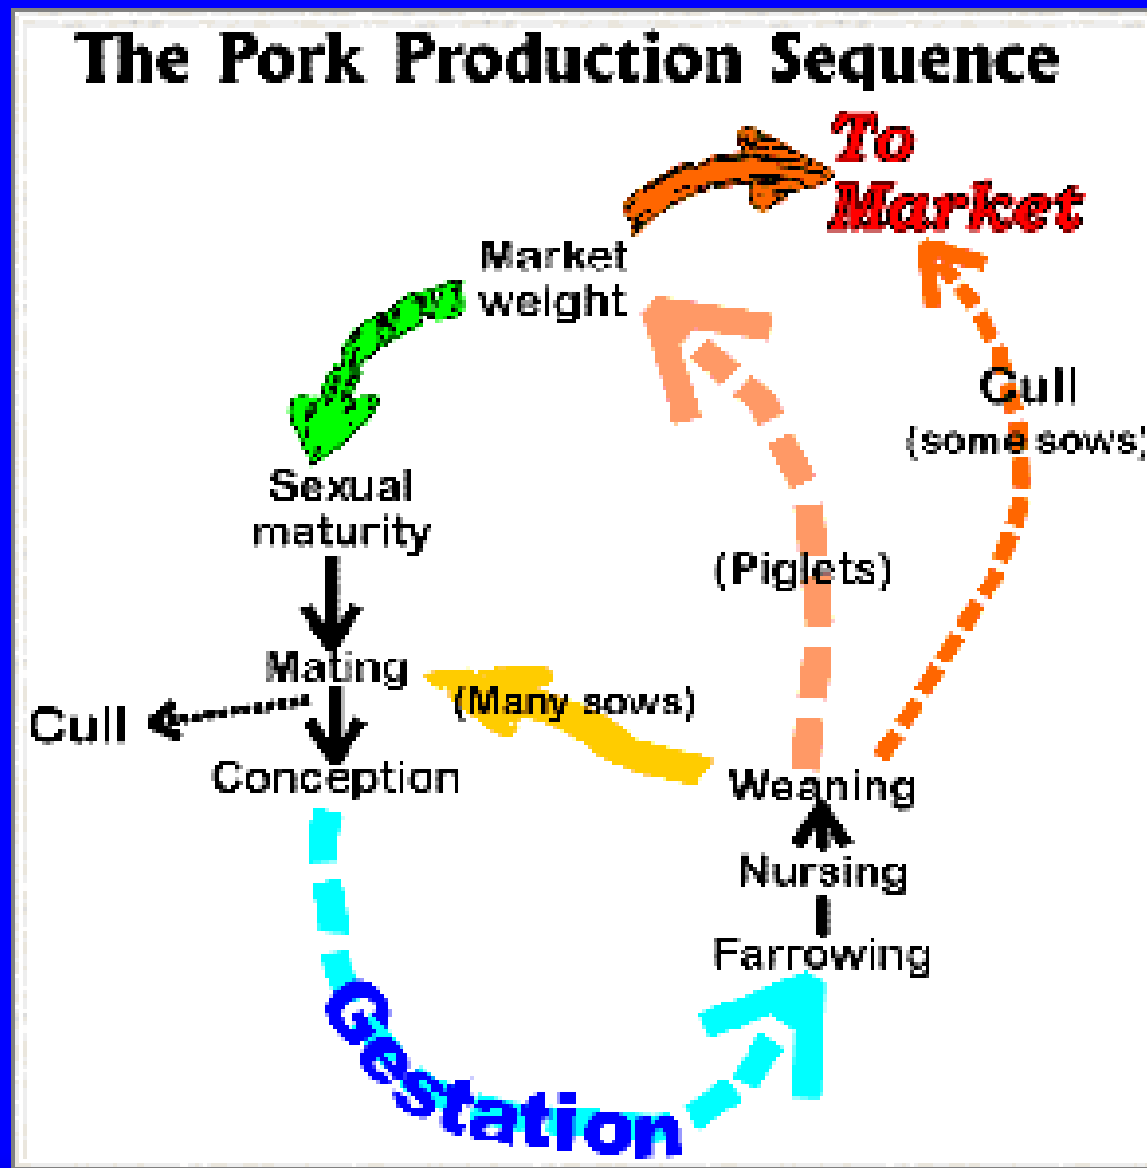 The Pork Production Sequence
To
Market
Market
weight
Cull
(some sows)
Sexual
maturity
(Piglets)
Mating
(Many sows)
Cull
Conception
Weaning
Nursing
Farrowing
Gestation